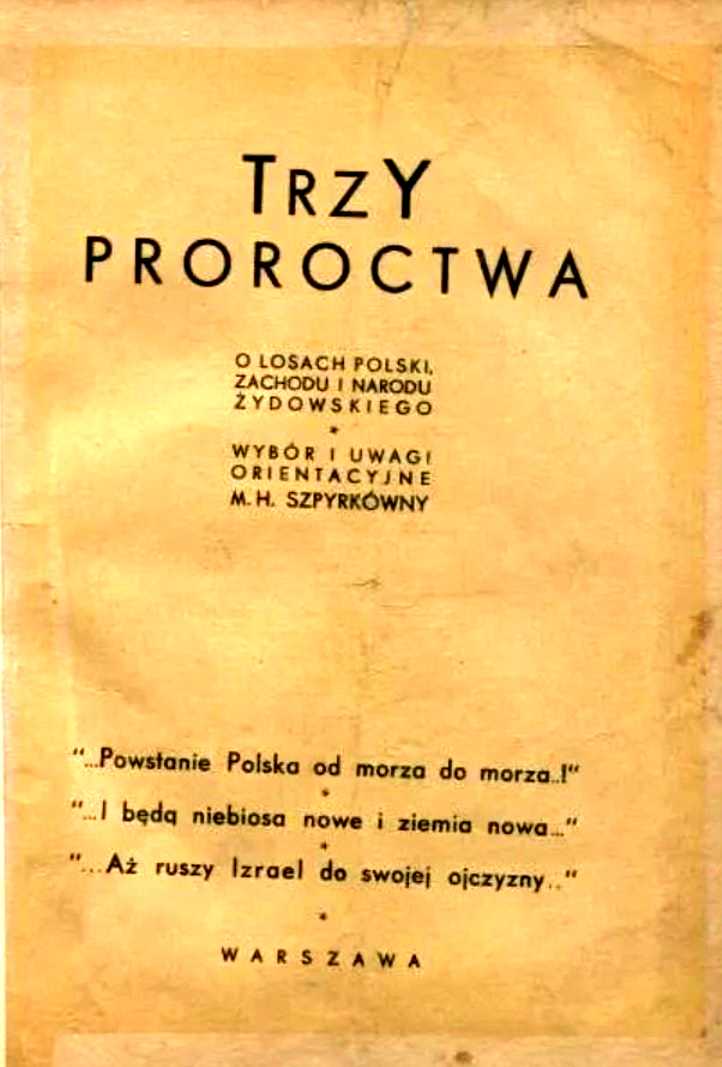 TRZY
PROROCTWA
O LOSACH POLSKI,
ZACHODU I NARODU
ŻYDOWSKIEGO
*
WYBÓR I UWAGI
ORIENTACYJNE
M. H. SZPYRKÓWNY
"...Powstanie Polska od morza do morza..!"
*
"...I będą niebiosa nowe i ziemia nowa..."
*
"...Aż ruszy Izrael do swojej ojczyzny.."
*
WARSZAWA